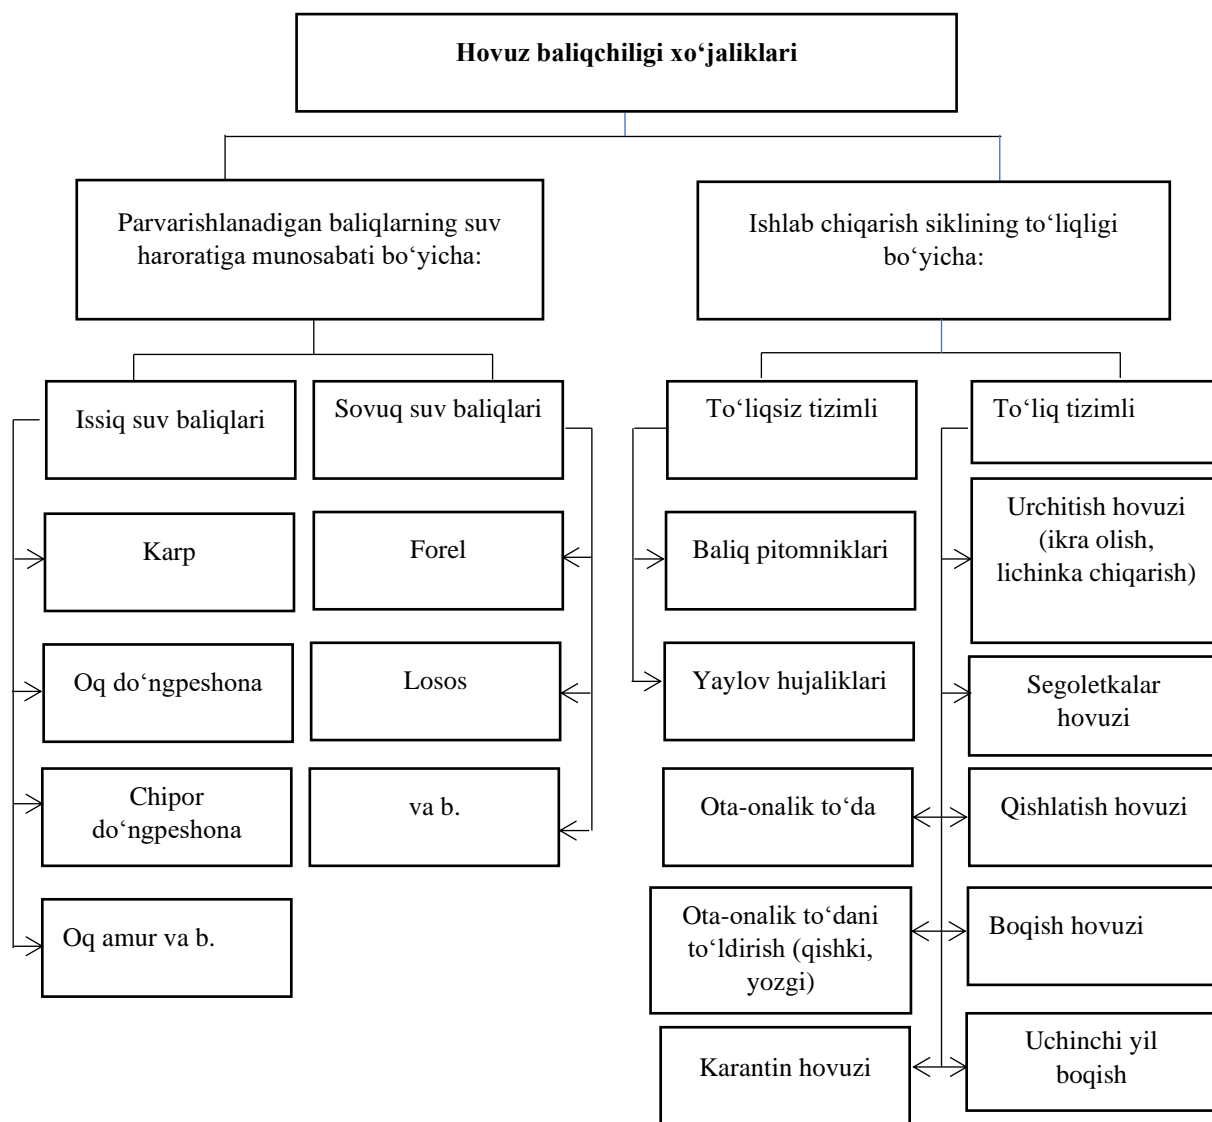 Hovuz baliqchiligi xo‘jaliklari
Parvarishlanadigan baliqlarning suv
haroratiga munosabati bo‘yicha:
Ishlab chiqarish siklining to‘liqligi
bo‘yicha:
Issiq suv baliqlari
Sovuq suv baliqlari
To‘liqsiz tizimli
To‘liq tizimli
Karp
Forel
Baliq pitomniklari
Urchitish hovuzi
(ikra olish,
lichinka chiqarish)
Oq do‘ngpeshona
Losos
Yaylov hujaliklari
Segoletkalar
hovuzi
Chipor
do‘ngpeshona
va b.
Ota-onalik to‘da
Qishlatish hovuzi
Oq amur va b.
Ota-onalik to‘dani
to‘ldirish (qishki,
yozgi)
Boqish hovuzi
Karantin hovuzi
Uchinchi yil
boqish